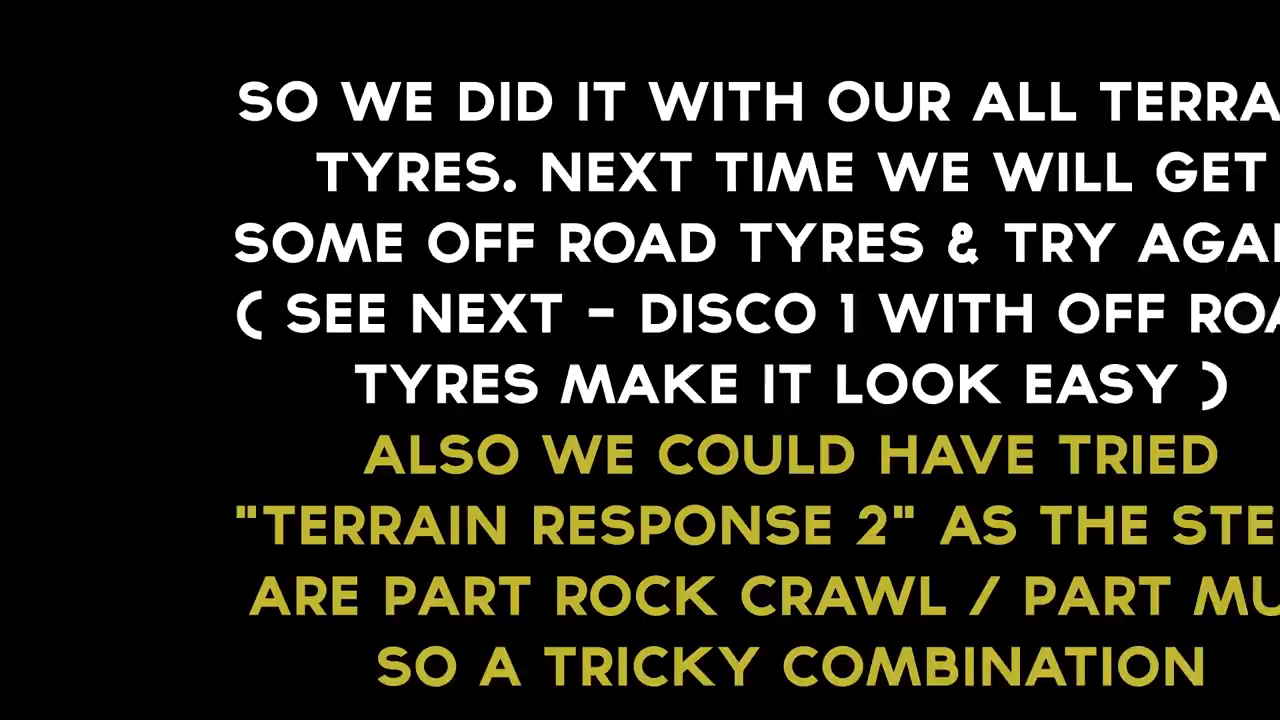 SO WE DID IT WITH OUR ALL TERRA
TYRES. NEXT TIME WE WILL GET
SOME OFF ROAD TYRES & TRY AGAI
( SEE NEXT - DISCO 1 WITH OFF ROA
TYRES MAKE IT LOOK EASY )
ALSO WE COULD HAVE TRIED
"TERRAIN RESPONSE 2" AS THE STE
ARE PART ROCK CRAWL / PART MU
SO A TRICKY COMBINATION